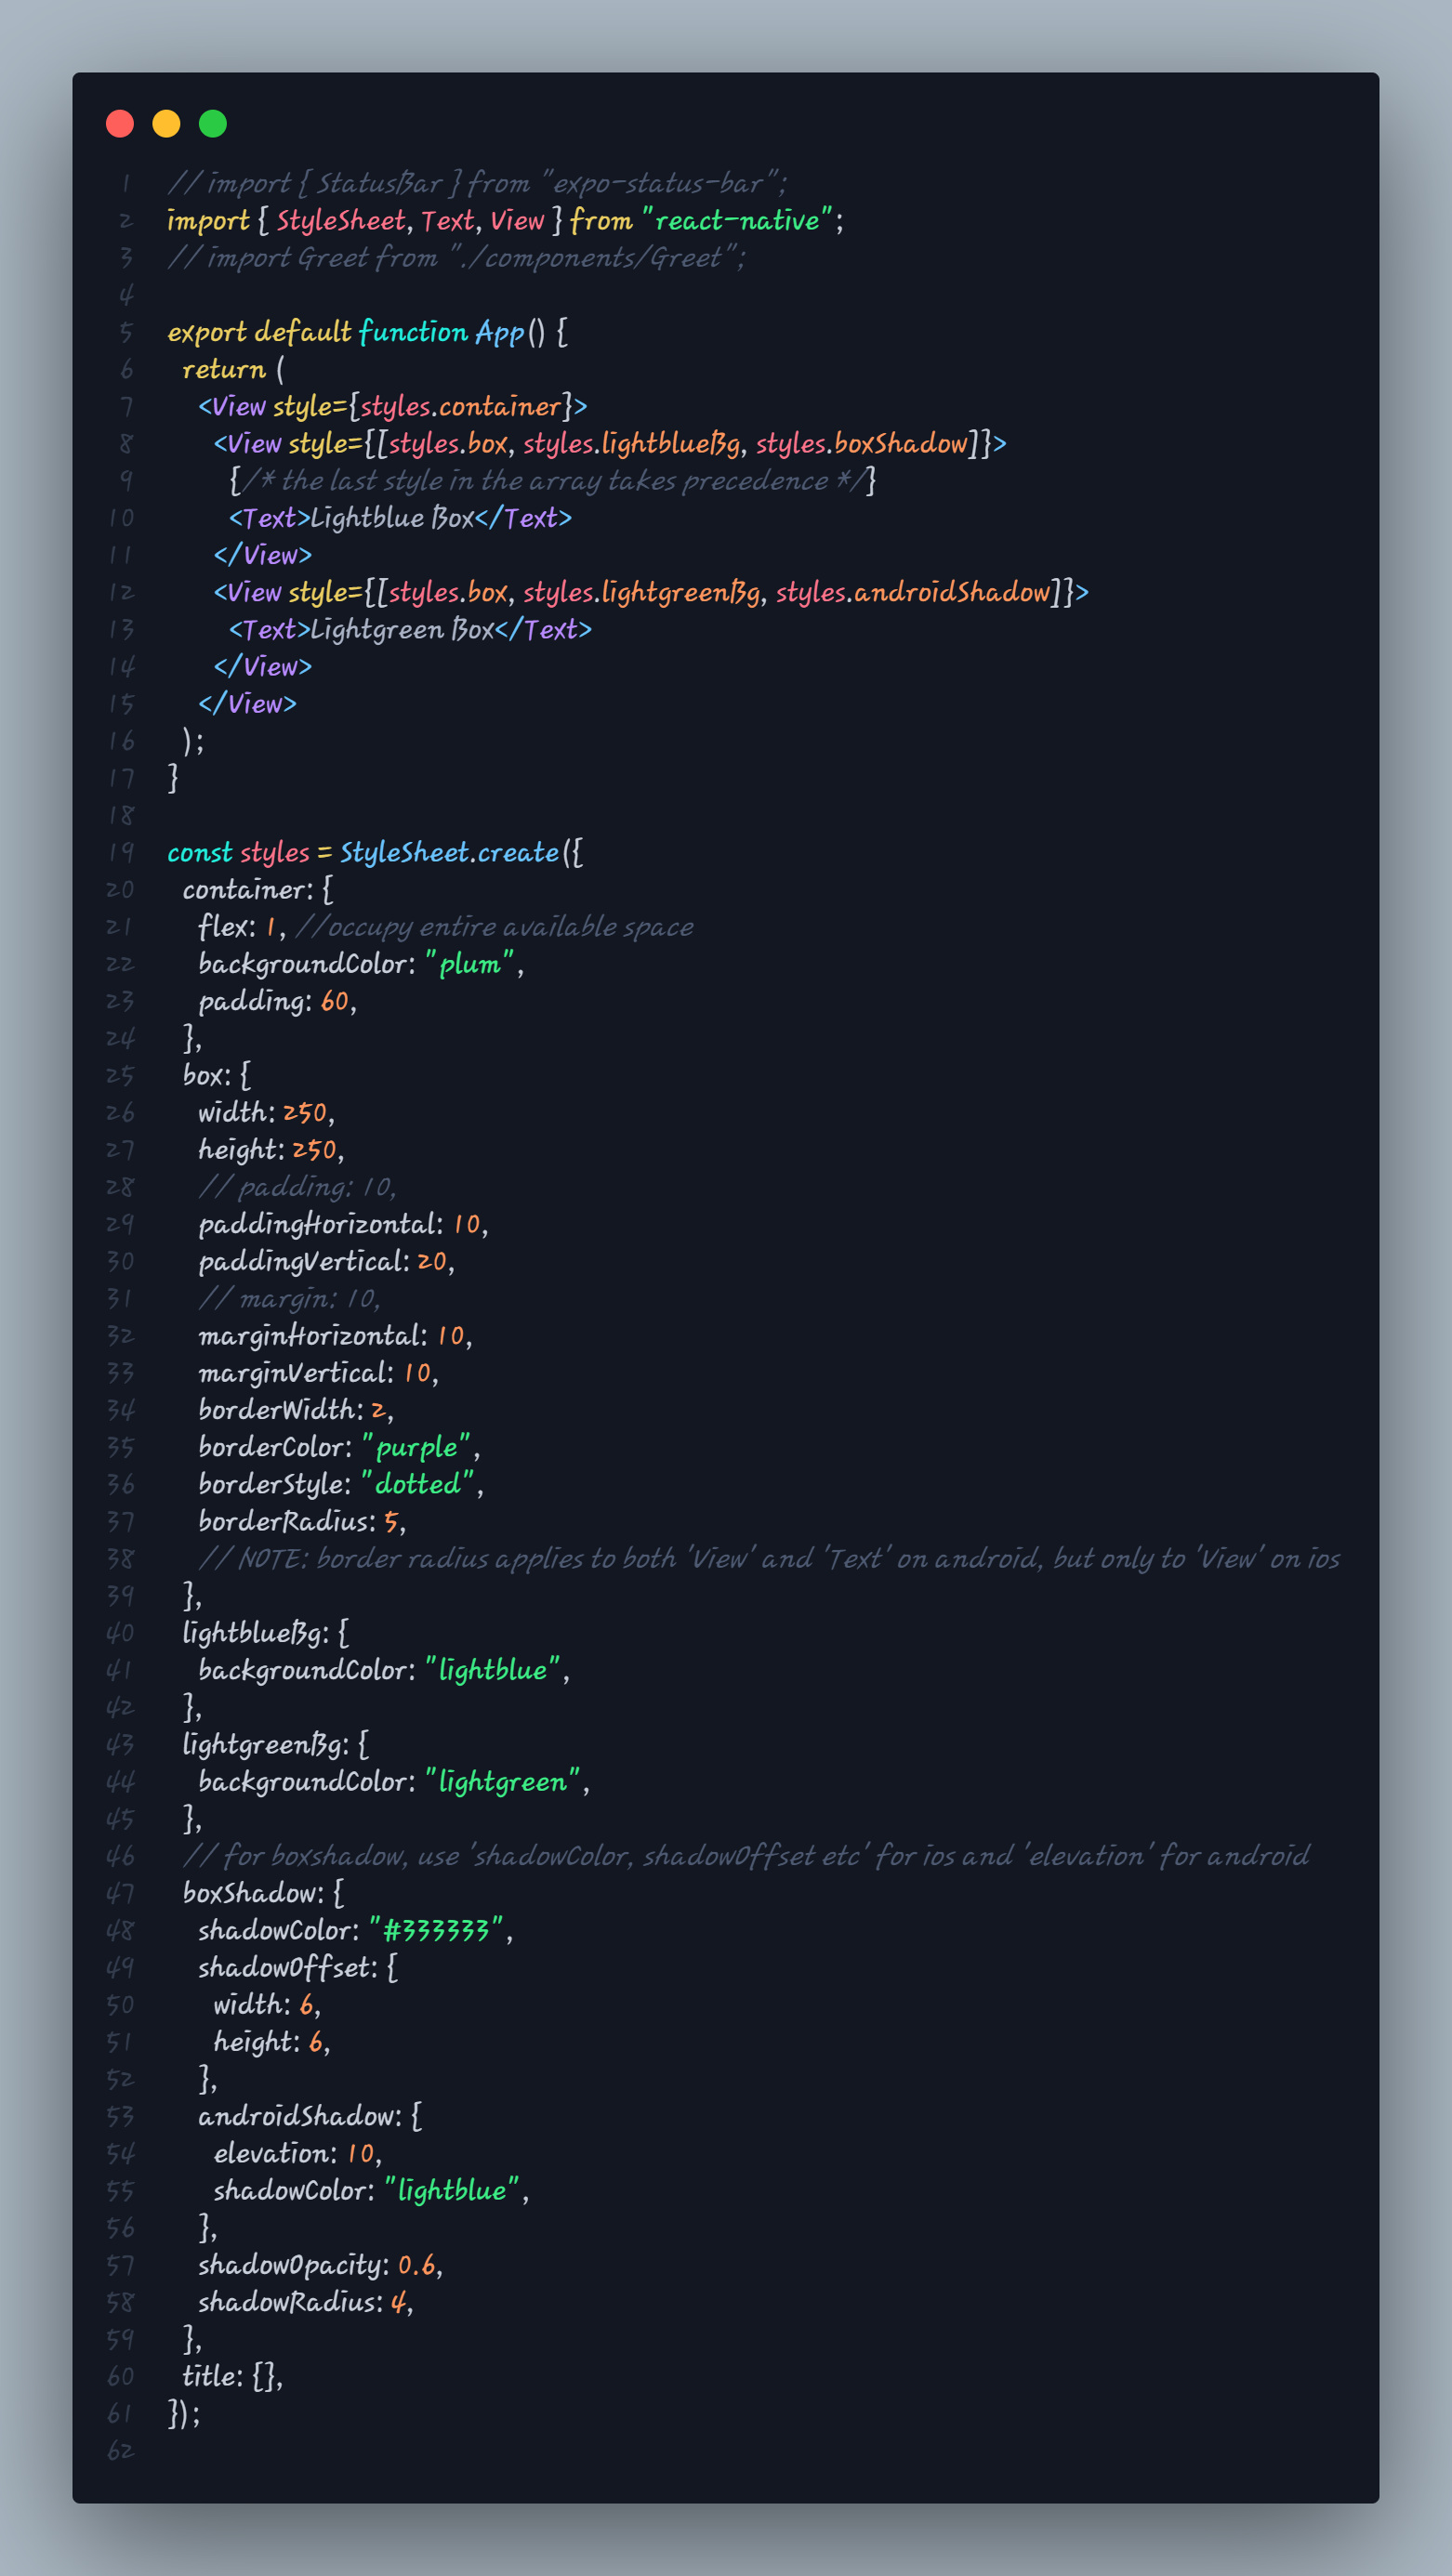 1 // import { StatusBar } from "expo-status-bar";
2 import { StyleSheet, Text, View } from "react-native";
3 // import Greet from "./components/Greet";
4
5 export default function App() {
6   return (
7     <View style={styles.container}>
8       <View style={[styles.box, styles.lightblueBg, styles.boxShadow]}>
9         {/* the last style in the array takes precedence */}
10         <Text>Lightblue Box</Text>
11       </View>
12       <View style={[styles.box, styles.lightgreenBg, styles.androidShadow]}>
13         <Text>Lightgreen Box</Text>
14       </View>
15     </View>
16   );
17 }
18
19 const styles = StyleSheet.create({
20   container: {
21     flex: 1, //occupy entire available space
22     backgroundColor: "plum",
23     padding: 60,
24   },
25   box: {
26     width: 250,
27     height: 250,
28     // padding: 10,
29     paddingHorizontal: 10,
30     paddingVertical: 20,
31     // margin: 10,
32     marginHorizontal: 10,
33     marginVertical: 10,
34     borderWidth: 2,
35     borderColor: "purple",
36     borderStyle: "dotted",
37     borderRadius: 5,
38     // NOTE: border radius applies to both 'View' and 'Text' on android, but only to 'View' on ios
39   },
40   lightblueBg: {
41     backgroundColor: "lightblue",
42   },
43   lightgreenBg: {
44     backgroundColor: "lightgreen",
45   },
46   // for boxshadow, use 'shadowColor, shadowOffset etc' for ios and 'elevation' for android
47   boxShadow: {
48     shadowColor: "#333333",
49     shadowOffset: {
50       width: 6,
51       height: 6,
52     },
53     androidShadow: {
54       elevation: 10,
55       shadowColor: "lightblue",
56     },
57     shadowOpacity: 0.6,
58     shadowRadius: 4,
59   },
60   title: {},
61 });
62